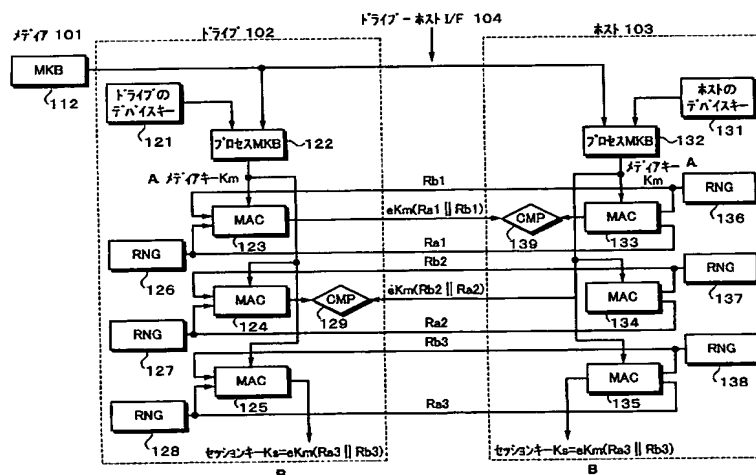 メディア 101
ドライブ 102
ドライブ－ホスト I/F 104
ホスト 103
MKB
112
ドライブの
デバイスキー
121
プロセスMKB
122
ホストの
デバイスキー
131
プロセスMKB
132
A メディアキーKm
メディアキー A
Km
Rb1
RNG
136
MAC
123
eKm(Ra1 || Rb1)
CMP
139
MAC
133
RNG
126
Ra1
Rb2
RNG
137
MAC
124
CMP
129
eKm(Rb2 || Ra2)
MAC
134
RNG
127
Ra2
Rb3
RNG
138
MAC
125
MAC
135
RNG
128
Ra3
セッションキーKs=eKm(Ra3 || Rb3)
セッションキーKs=eKm(Ra3 || Rb3)
B
B